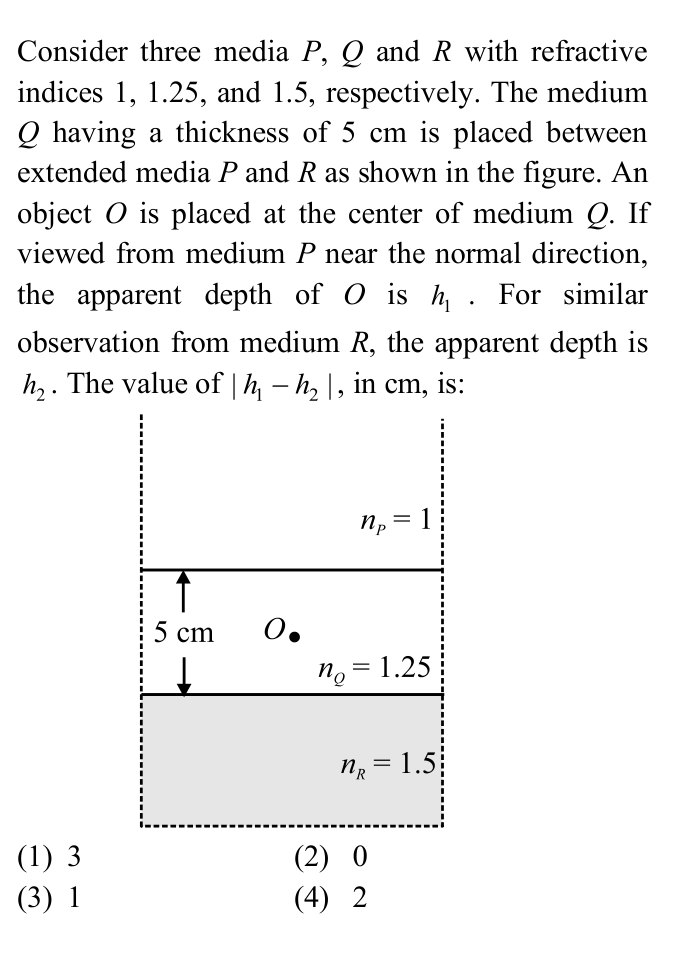 Consider three media P, Q and R with refractive
indices 1, 1.25, and 1.5, respectively. The medium
Q having a thickness of 5 cm is placed between
extended media P and R as shown in the figure. An
object O is placed at the center of medium Q. If
viewed from medium P near the normal direction,
the apparent depth of O is h₁ . For similar
observation from medium R, the apparent depth is
h₂. The value of | h₁ – h₂ |, in cm, is:
n_P = 1
5 cm O
n_Q = 1.25
n_R = 1.5
(1) 3 (2) 0
(3) 1 (4) 2